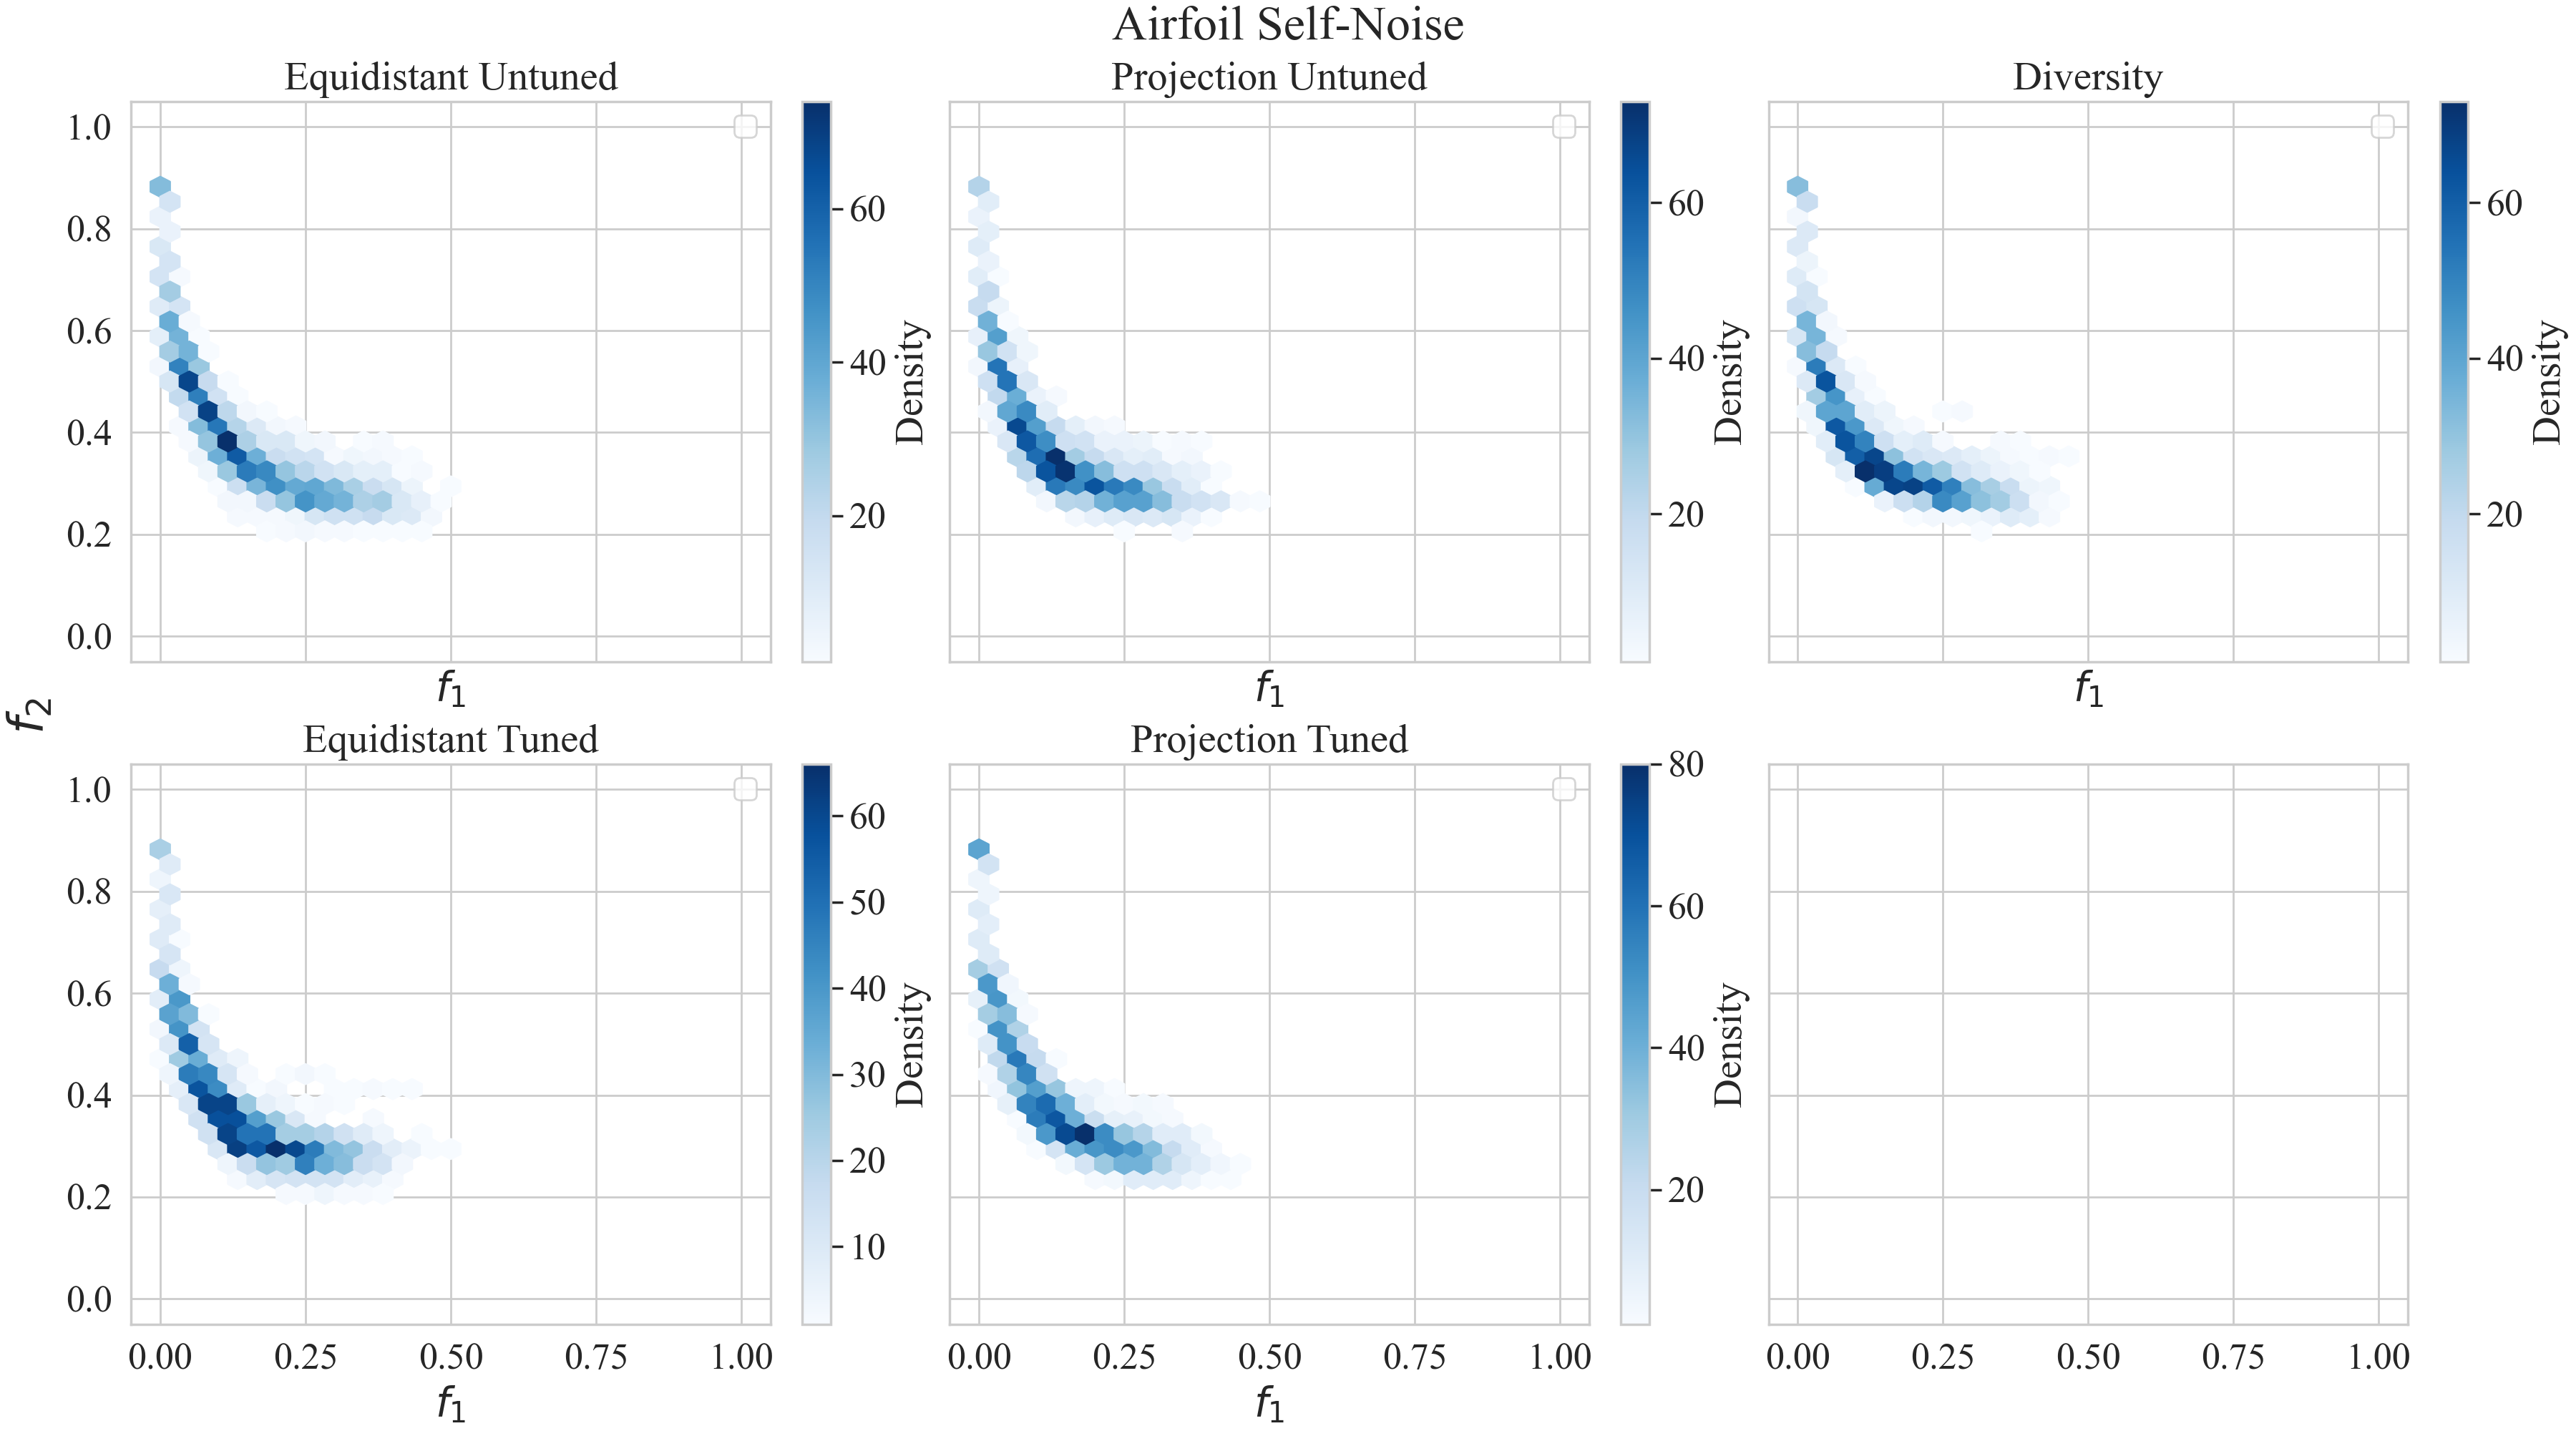 Airfoil Self-Noise
Equidistant Untuned
Projection Untuned
Diversity
1.0
0.8
0.6
0.4
0.2
0.0
60
40
20
Density
60
40
20
Density
60
40
20
Density
f1
f1
f1
f2
Equidistant Tuned
Projection Tuned
1.0
0.8
0.6
0.4
0.2
0.0
60
50
40
30
20
10
Density
80
60
40
20
Density
0.00 0.25 0.50 0.75 1.00
0.00 0.25 0.50 0.75 1.00
0.00 0.25 0.50 0.75 1.00
f1
f1